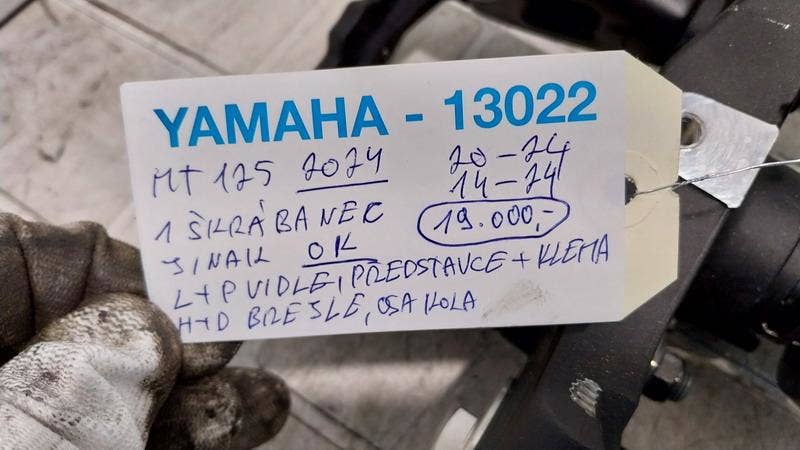 YAMAHA - 13022
MT 125 2024 20-24
14-24
1 ŠKRÁBANEC 19.000,-
JINAK OK
L+P VIDLE, PŘEDSTAVCE + KLEMA
H+D BREJLE, OSA KOLA